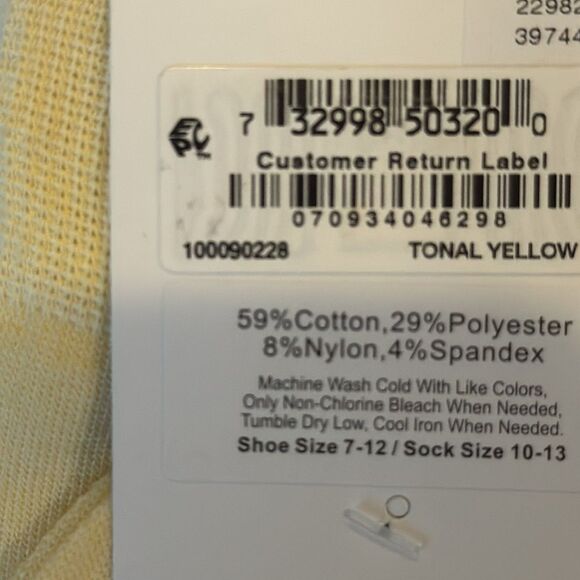 22982
39744
7 32998 50320 0
EPC™
Customer Return Label
070934046298
100090228 TONAL YELLOW
59%Cotton,29%Polyester
8%Nylon,4%Spandex
Machine Wash Cold With Like Colors,
Only Non-Chlorine Bleach When Needed,
Tumble Dry Low, Cool Iron When Needed.
Shoe Size 7-12 / Sock Size 10-13